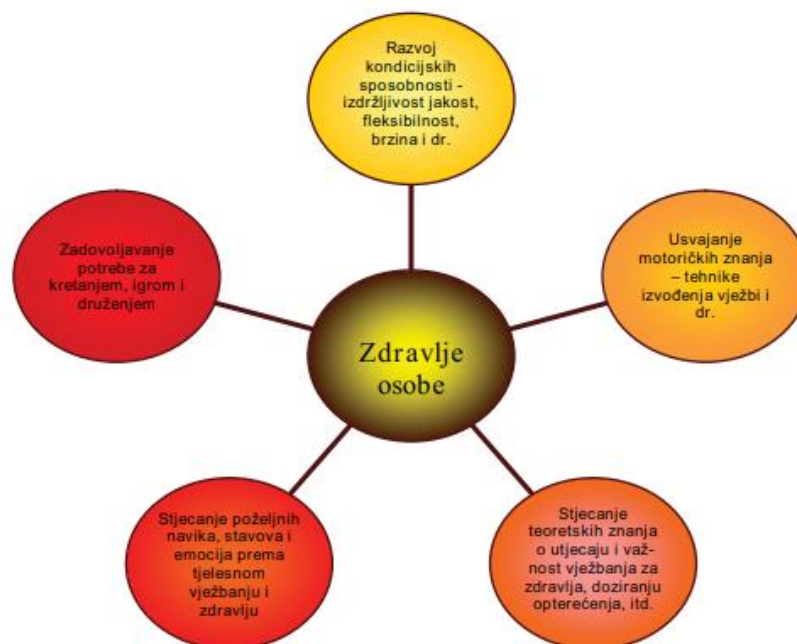 Razvoj
kondicijskih
sposobnosti -
izdržljivost jakost,
fleksibilnost,
brzina i dr.
Zadovoljavanje
potrebe za
krelanjem, igrom i
druženjem
Usvajanje
motoričkih znanja
– tehnike
izvođenja vježbi i
dr.
Zdravlje
osobe
Stjecanje poželjnih
navika, stavova i
emocija prema
tjelesnom
vježbanju i
zdravlju
Stjecanje
teoretskih znanja
o utjecaju i važ-
nost vježbanja za
zdravlja, doziranju
opterećenja, itd.